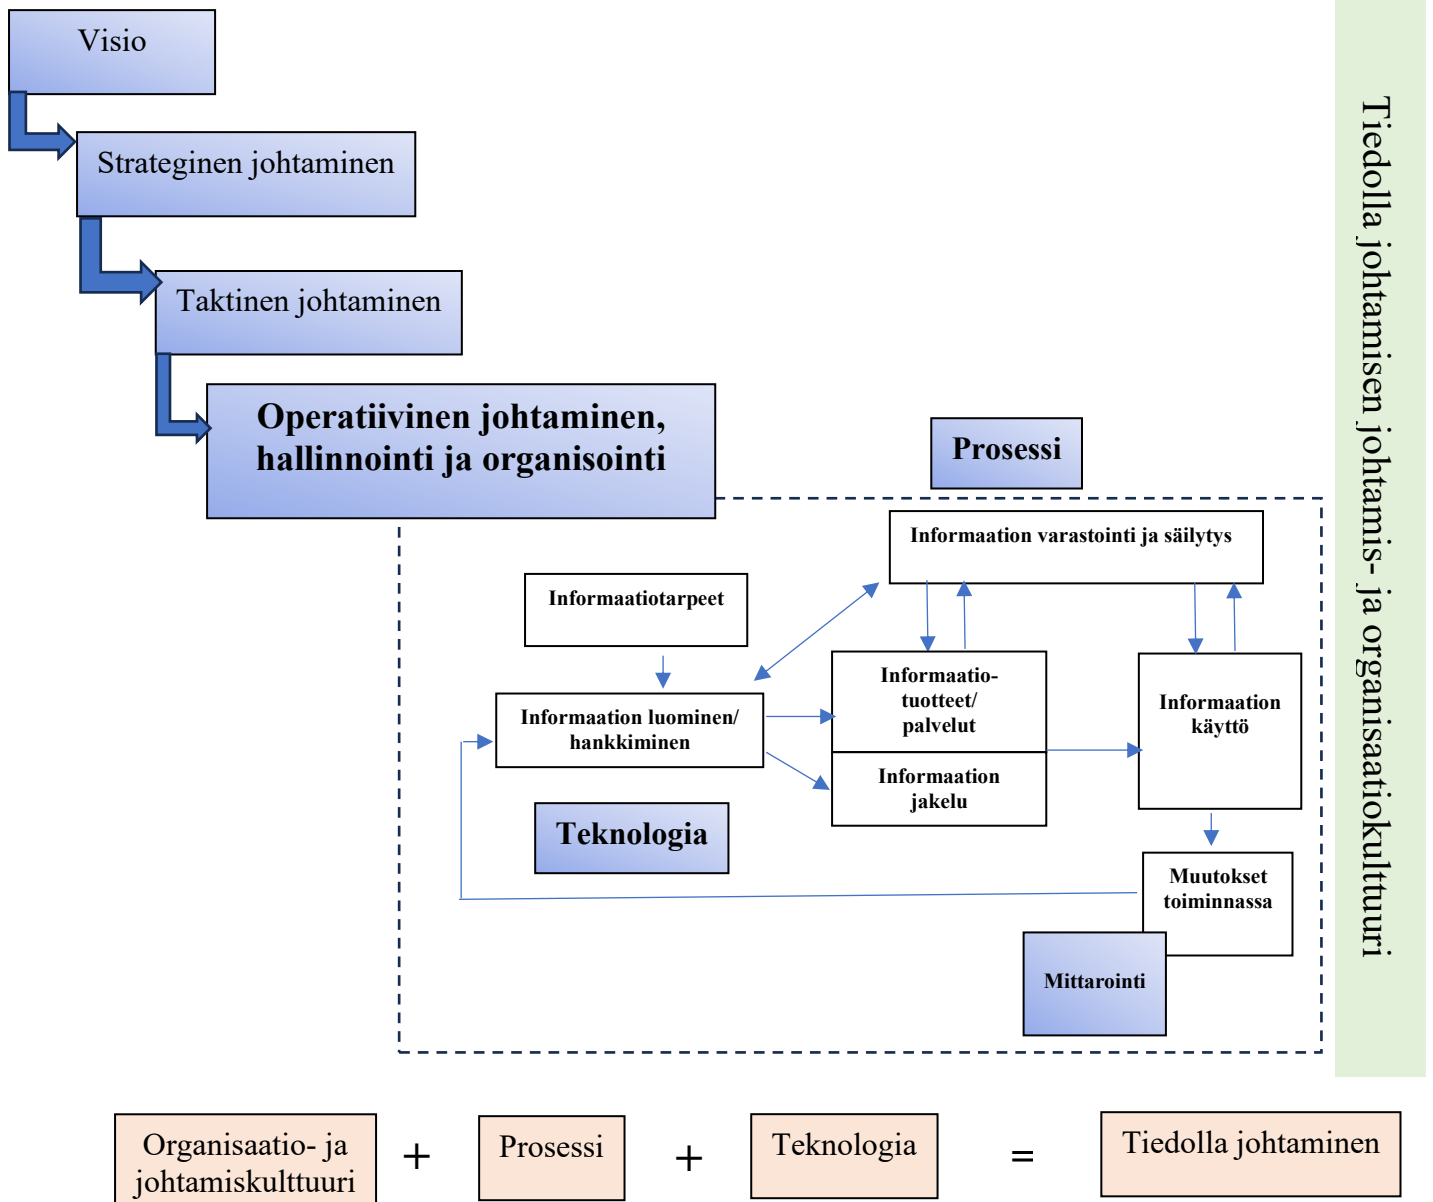 Visio
Strateginen johtaminen
Taktinen johtaminen
Operatiivinen johtaminen,
hallinnointi ja organisointi
Prosessi
Informaation varastointi ja säilytys
Informaatiotarpeet
Informaatio-
tuotteet/
palvelut
Informaation
käyttö
Informaation luominen/
hankkiminen
Informaation
jakelu
Teknologia
Muutokset
toiminnassa
Mittarointi
Tiedolla johtamisen johtamis- ja organisaatiokulttuuri
Organisaatio- ja
johtamiskulttuuri
+
Prosessi
+
Teknologia
=
Tiedolla johtaminen